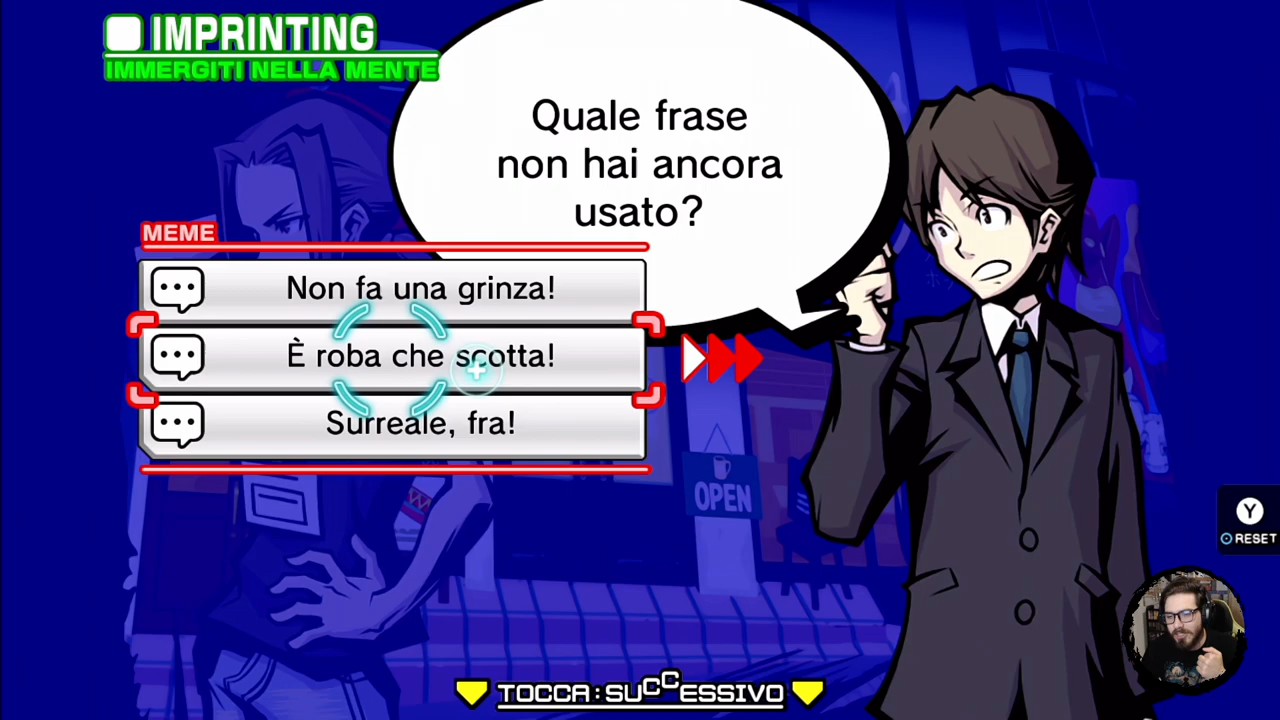 IMPRINTING
IMMERGITI NELLA MENTE
Quale frase
non hai ancora
usato?
MEME
Non fa una grinza!
È roba che scotta!
Surreale, fra!
OPEN
Y
RESET
TOCCA: SUCCESSIVO